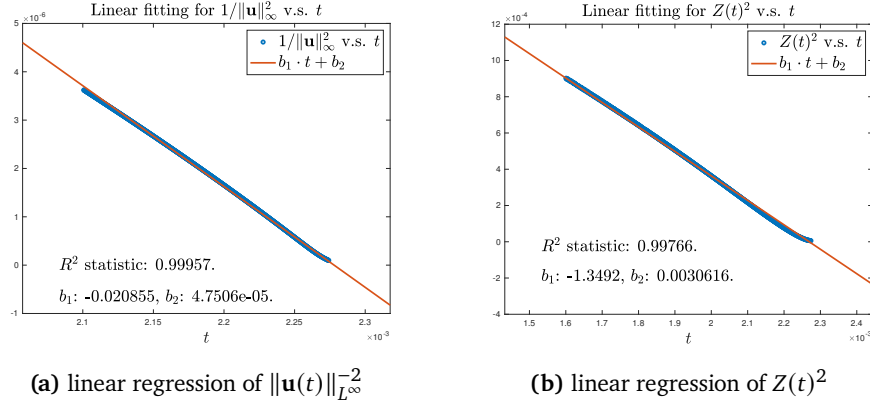 Linear fitting for 1/‖u‖²∞ v.s. t
×10⁻⁶
5
4
3
2
1
0
-1
1/‖u‖²∞ v.s. t
b₁ · t + b₂
R² statistic: 0.99957.
b₁: -0.020855, b₂: 4.7506e-05.
2.1
2.15
2.2
2.25
2.3
×10⁻³
t
(a) linear regression of ‖u(t)‖⁻²_L∞
Linear fitting for Z(t)² v.s. t
×10⁻⁴
12
10
8
6
4
2
0
-2
-4
Z(t)² v.s. t
b₁ · t + b₂
R² statistic: 0.99766.
b₁: -1.3492, b₂: 0.0030616.
1.5
1.6
1.7
1.8
1.9
2
2.1
2.2
2.3
2.4
×10⁻³
t
(b) linear regression of Z(t)²